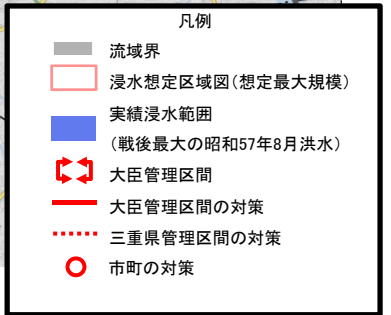 凡例
流域界
浸水想定区域図(想定最大規模)
実績浸水範囲
(戦後最大の昭和57年8月洪水)
大臣管理区間
大臣管理区間の対策
三重県管理区間の対策
市町の対策